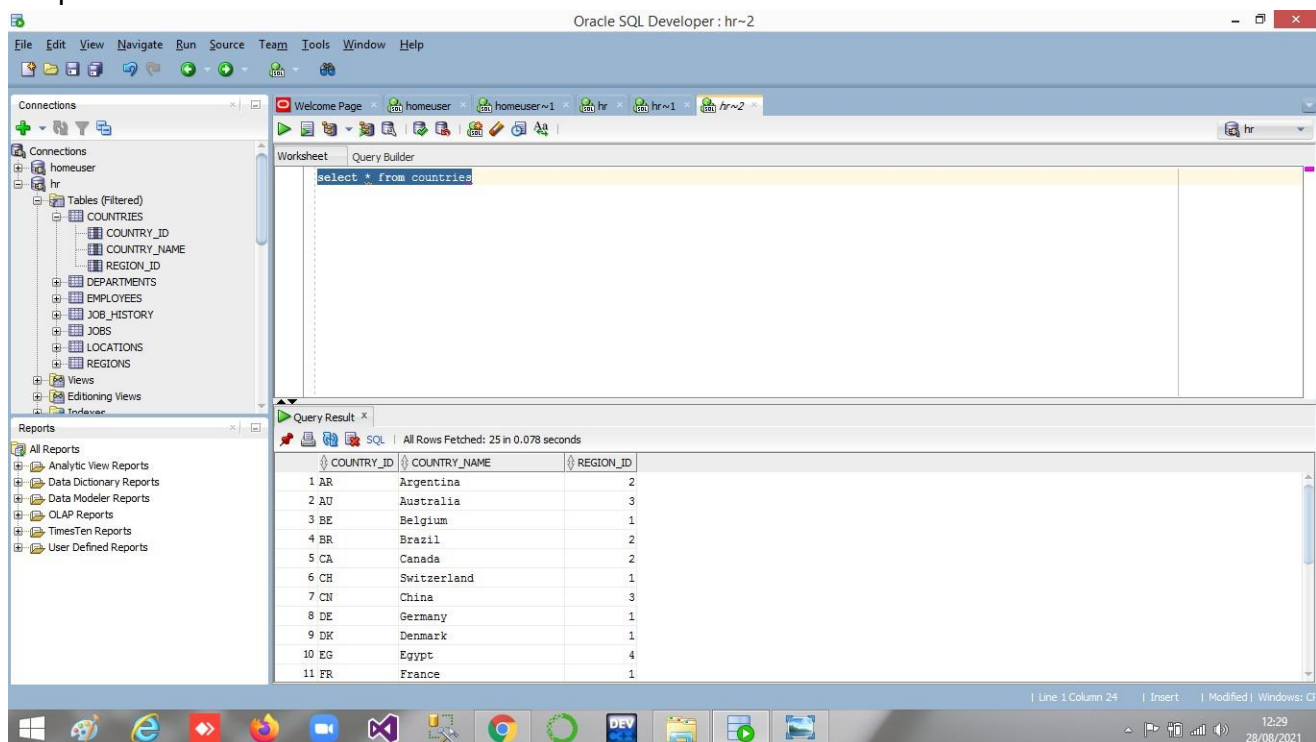 Oracle SQL Developer : hr~2
File Edit View Navigate Run Source Team Tools Window Help
Connections
Welcome Page homeuser homeuser~1 hr hr~1 hr~2
hr
Connections
homeuser
hr
Tables (Filtered)
COUNTRIES
COUNTRY_ID
COUNTRY_NAME
REGION_ID
DEPARTMENTS
EMPLOYEES
JOB_HISTORY
JOBS
LOCATIONS
REGIONS
Views
Editioning Views
Indexes
Worksheet Query Builder
select * from countries
Reports
All Reports
Analytic View Reports
Data Dictionary Reports
Data Modeler Reports
OLAP Reports
TimesTen Reports
User Defined Reports
Query Result
SQL | All Rows Fetched: 25 in 0.078 seconds
COUNTRY_ID COUNTRY_NAME REGION_ID
1 AR Argentina 2
2 AU Australia 3
3 BE Belgium 1
4 BR Brazil 2
5 CA Canada 2
6 CH Switzerland 1
7 CN China 3
8 DE Germany 1
9 DK Denmark 1
10 EG Egypt 4
11 FR France 1
| Line 1 Column 24 | Insert | Modified | Windows:
DEV
12:29
28/08/2021